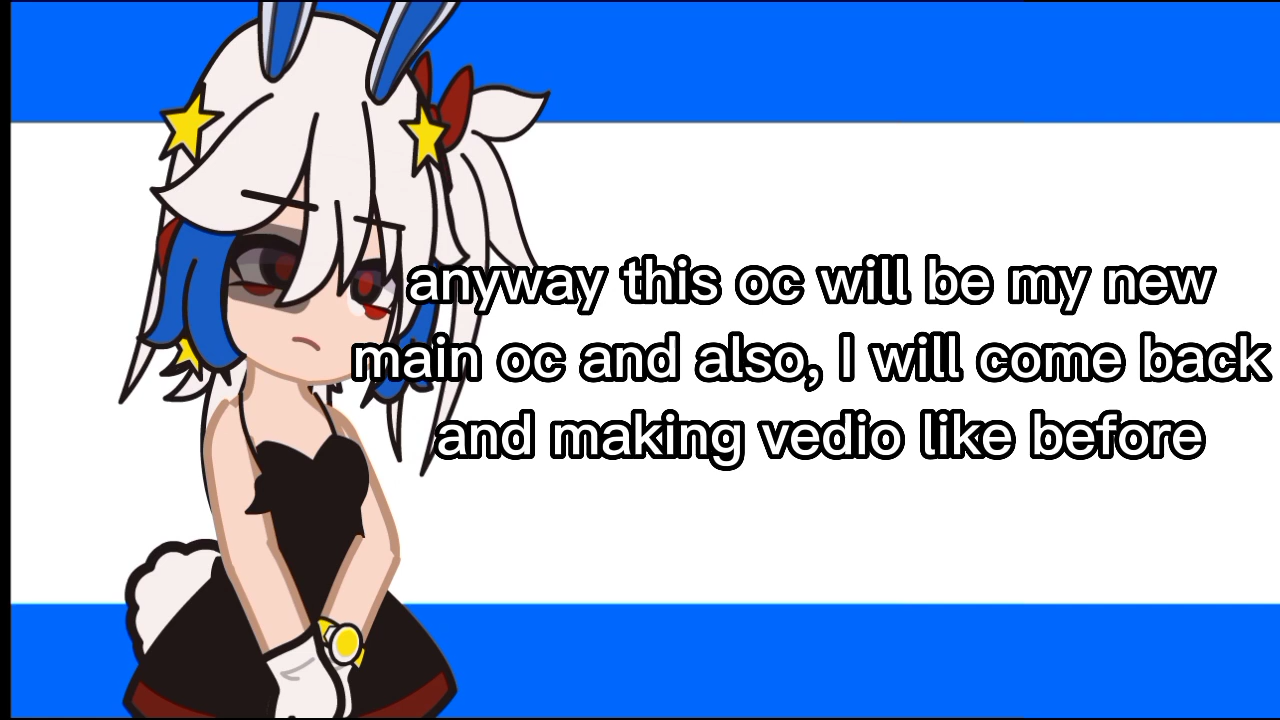 anyway this oc will be my new
main oc and also, I will come back
and making vedio like before